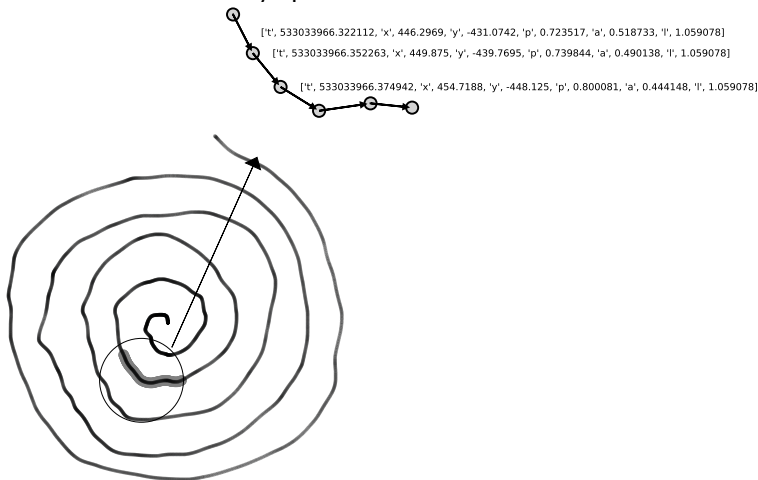 ['t', 533033966.322112, 'x', 446.2969, 'y', -431.0742, 'p', 0.723517, 'a', 0.518733, 'l', 1.059078]
['t', 533033966.352263, 'x', 449.875, 'y', -439.7695, 'p', 0.739844, 'a', 0.490138, 'l', 1.059078]
['t', 533033966.374942, 'x', 454.7188, 'y', -448.125, 'p', 0.800081, 'a', 0.444148, 'l', 1.059078]